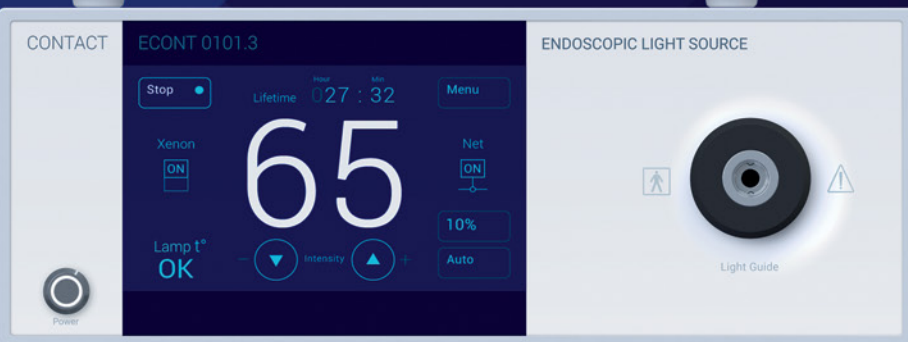 CONTACT
ECONT 0101.3
ENDOSCOPIC LIGHT SOURCE
Hour Min
Stop
Lifetime 027 : 32
Menu
Xenon
65
Net
ON
ON
10%
Lamp t°
OK
− Intensity +
Auto
Light Guide
Power